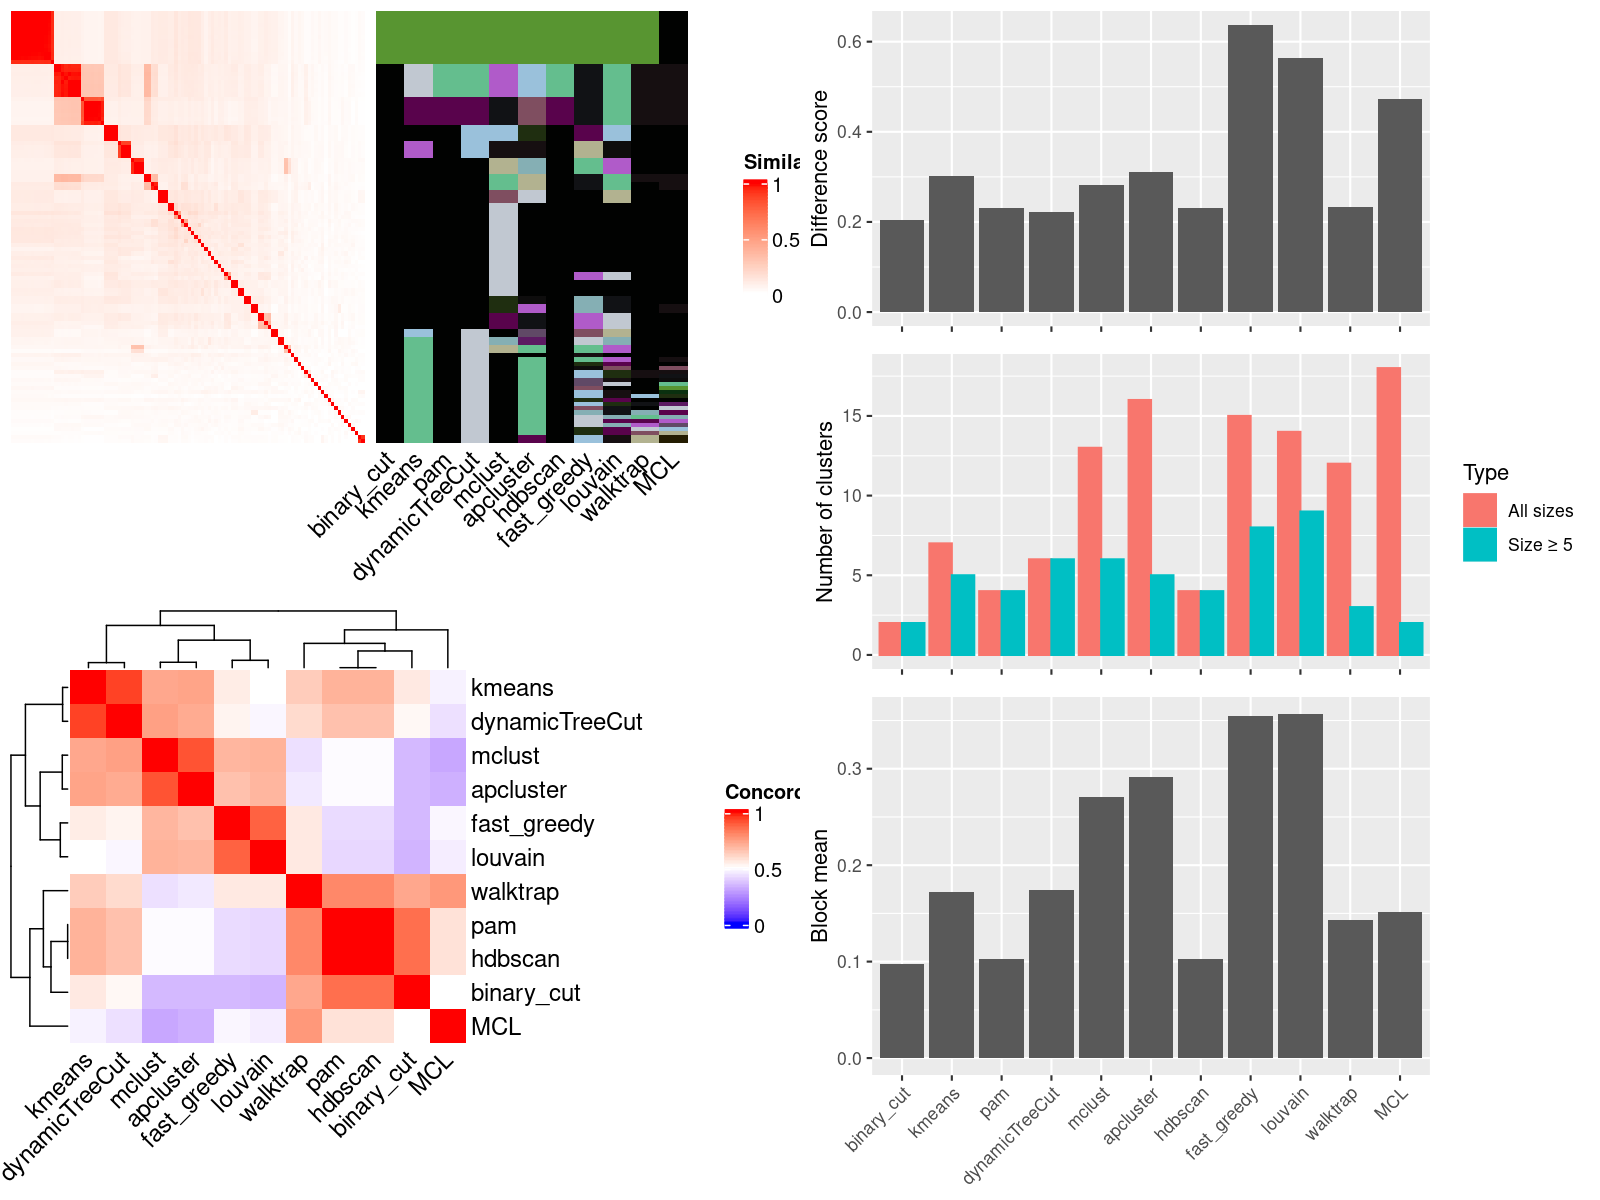 Simila
1
0.5
0
binary_cut
kmeans
pam
dynamicTreeCut
mclust
apcluster
hdbscan
fast_greedy
louvain
walktrap
MCL
kmeans
dynamicTreeCut
mclust
apcluster
fast_greedy
louvain
walktrap
pam
hdbscan
binary_cut
MCL
kmeans
dynamicTreeCut
mclust
apcluster
fast_greedy
louvain
walktrap
pam
hdbscan
binary_cut
MCL
Concord
1
0.5
0
Difference score
0.6
0.4
0.2
0.0
Number of clusters
15
10
5
0
Type
All sizes
Size ≥ 5
Block mean
0.3
0.2
0.1
0.0
binary_cut
kmeans
pam
dynamicTreeCut
mclust
apcluster
hdbscan
fast_greedy
louvain
walktrap
MCL